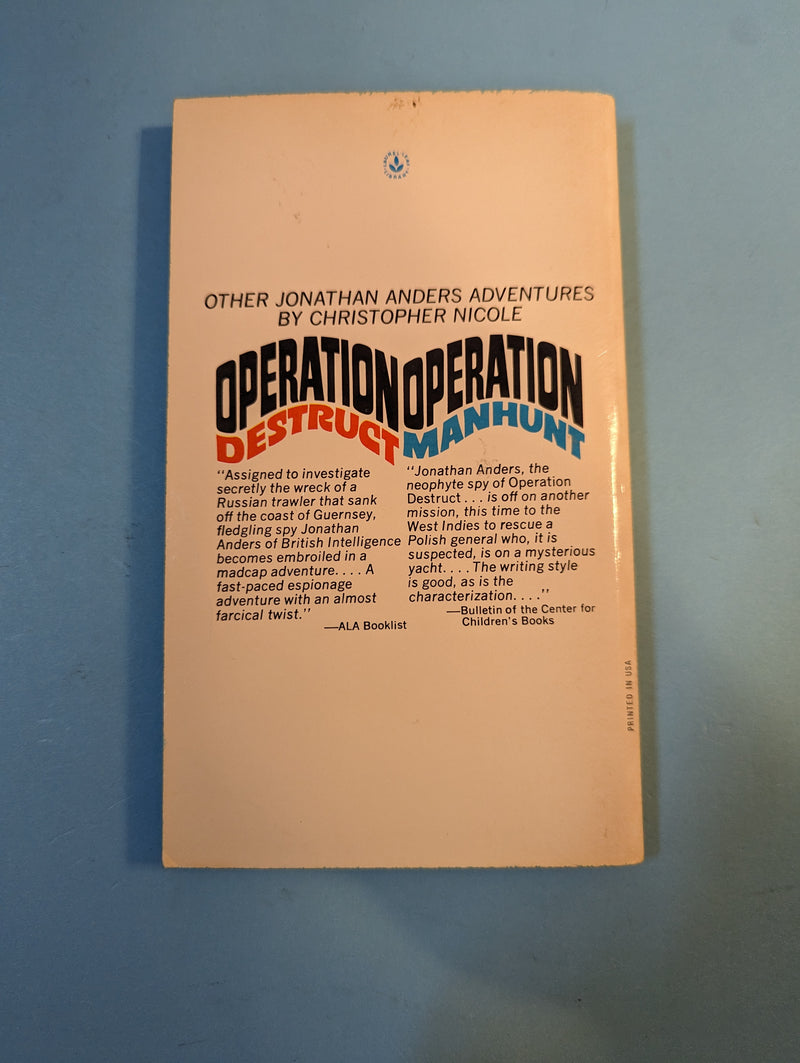 LAUREL-LEAF LIBRARY
OTHER JONATHAN ANDERS ADVENTURES
BY CHRISTOPHER NICOLE
OPERATION
DESTRUCT
"Assigned to investigate
secretly the wreck of a
Russian trawler that sank
off the coast of Guernsey,
fledgling spy Jonathan
Anders of British Intelligence
becomes embroiled in a
madcap adventure. . . . A
fast-paced espionage
adventure with an almost
farcical twist."
—ALA Booklist
OPERATION
MANHUNT
"Jonathan Anders, the
neophyte spy of Operation
Destruct . . . is off on another
mission, this time to the
West Indies to rescue a
Polish general who, it is
suspected, is on a mysterious
yacht. . . . The writing style
is good, as is the
characterization. . . ."
—Bulletin of the Center for
Children's Books
PRINTED IN USA